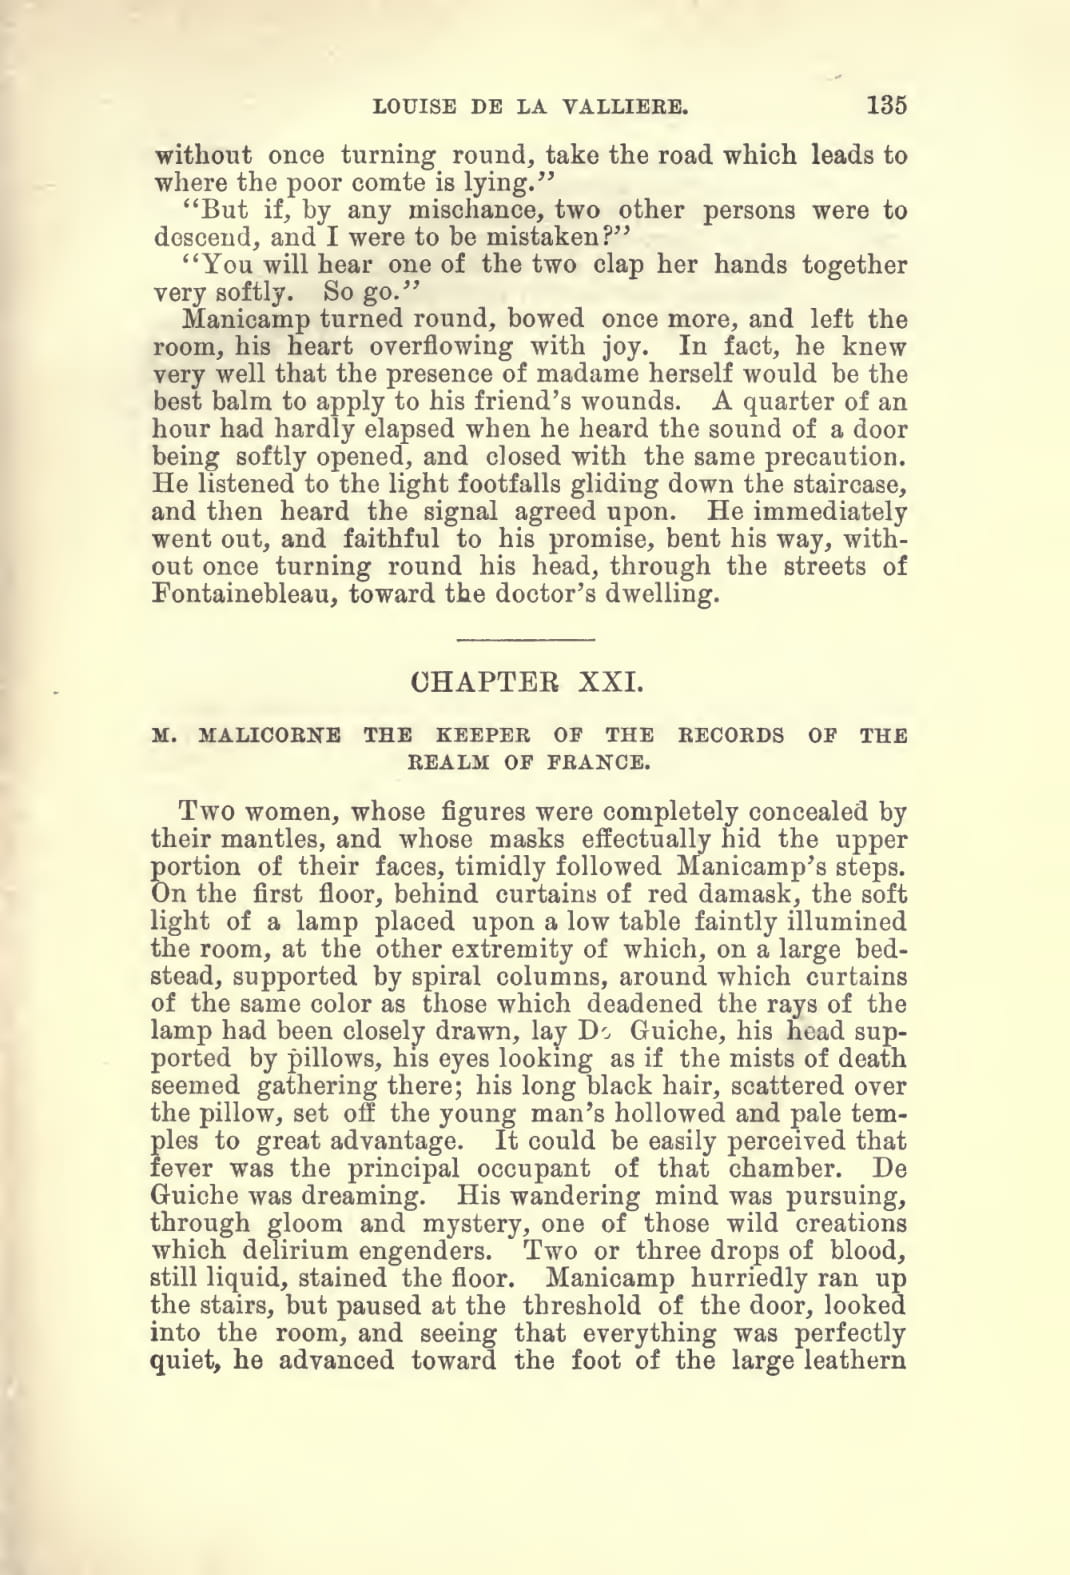 LOUISE DE LA VALLIERE. 135
without once turning round, take the road which leads to
where the poor comte is lying.”
“But if, by any mischance, two other persons were to
descend, and I were to be mistaken?”
“You will hear one of the two clap her hands together
very softly. So go.”
Manicamp turned round, bowed once more, and left the
room, his heart overflowing with joy. In fact, he knew
very well that the presence of madame herself would be the
best balm to apply to his friend’s wounds. A quarter of an
hour had hardly elapsed when he heard the sound of a door
being softly opened, and closed with the same precaution.
He listened to the light footfalls gliding down the staircase,
and then heard the signal agreed upon. He immediately
went out, and faithful to his promise, bent his way, with-
out once turning round his head, through the streets of
Fontainebleau, toward the doctor’s dwelling.
CHAPTER XXI.
M. MALICORNE THE KEEPER OF THE RECORDS OF THE
REALM OF FRANCE.
Two women, whose figures were completely concealed by
their mantles, and whose masks effectually hid the upper
portion of their faces, timidly followed Manicamp’s steps.
On the first floor, behind curtains of red damask, the soft
light of a lamp placed upon a low table faintly illumined
the room, at the other extremity of which, on a large bed-
stead, supported by spiral columns, around which curtains
of the same color as those which deadened the rays of the
lamp had been closely drawn, lay De Guiche, his head sup-
ported by pillows, his eyes looking as if the mists of death
seemed gathering there; his long black hair, scattered over
the pillow, set off the young man’s hollowed and pale tem-
ples to great advantage. It could be easily perceived that
fever was the principal occupant of that chamber. De
Guiche was dreaming. His wandering mind was pursuing,
through gloom and mystery, one of those wild creations
which delirium engenders. Two or three drops of blood,
still liquid, stained the floor. Manicamp hurriedly ran up
the stairs, but paused at the threshold of the door, looked
into the room, and seeing that everything was perfectly
quiet, he advanced toward the foot of the large leathern